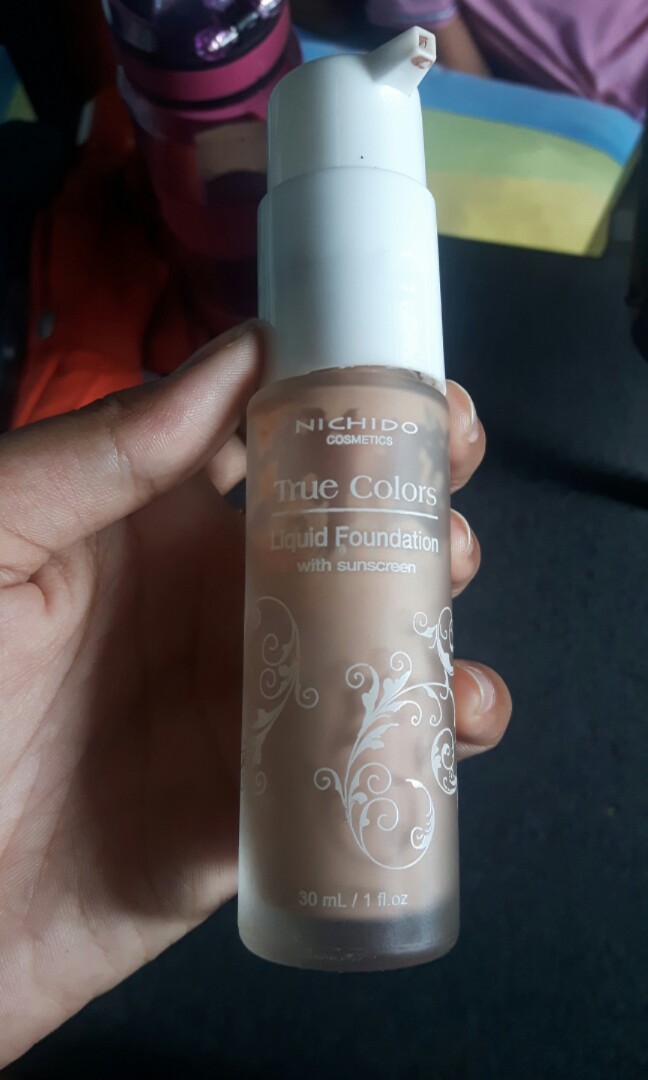 NICHIDO
COSMETICS
True Colors
Liquid Foundation
with sunscreen
30 mL / 1 fl.oz